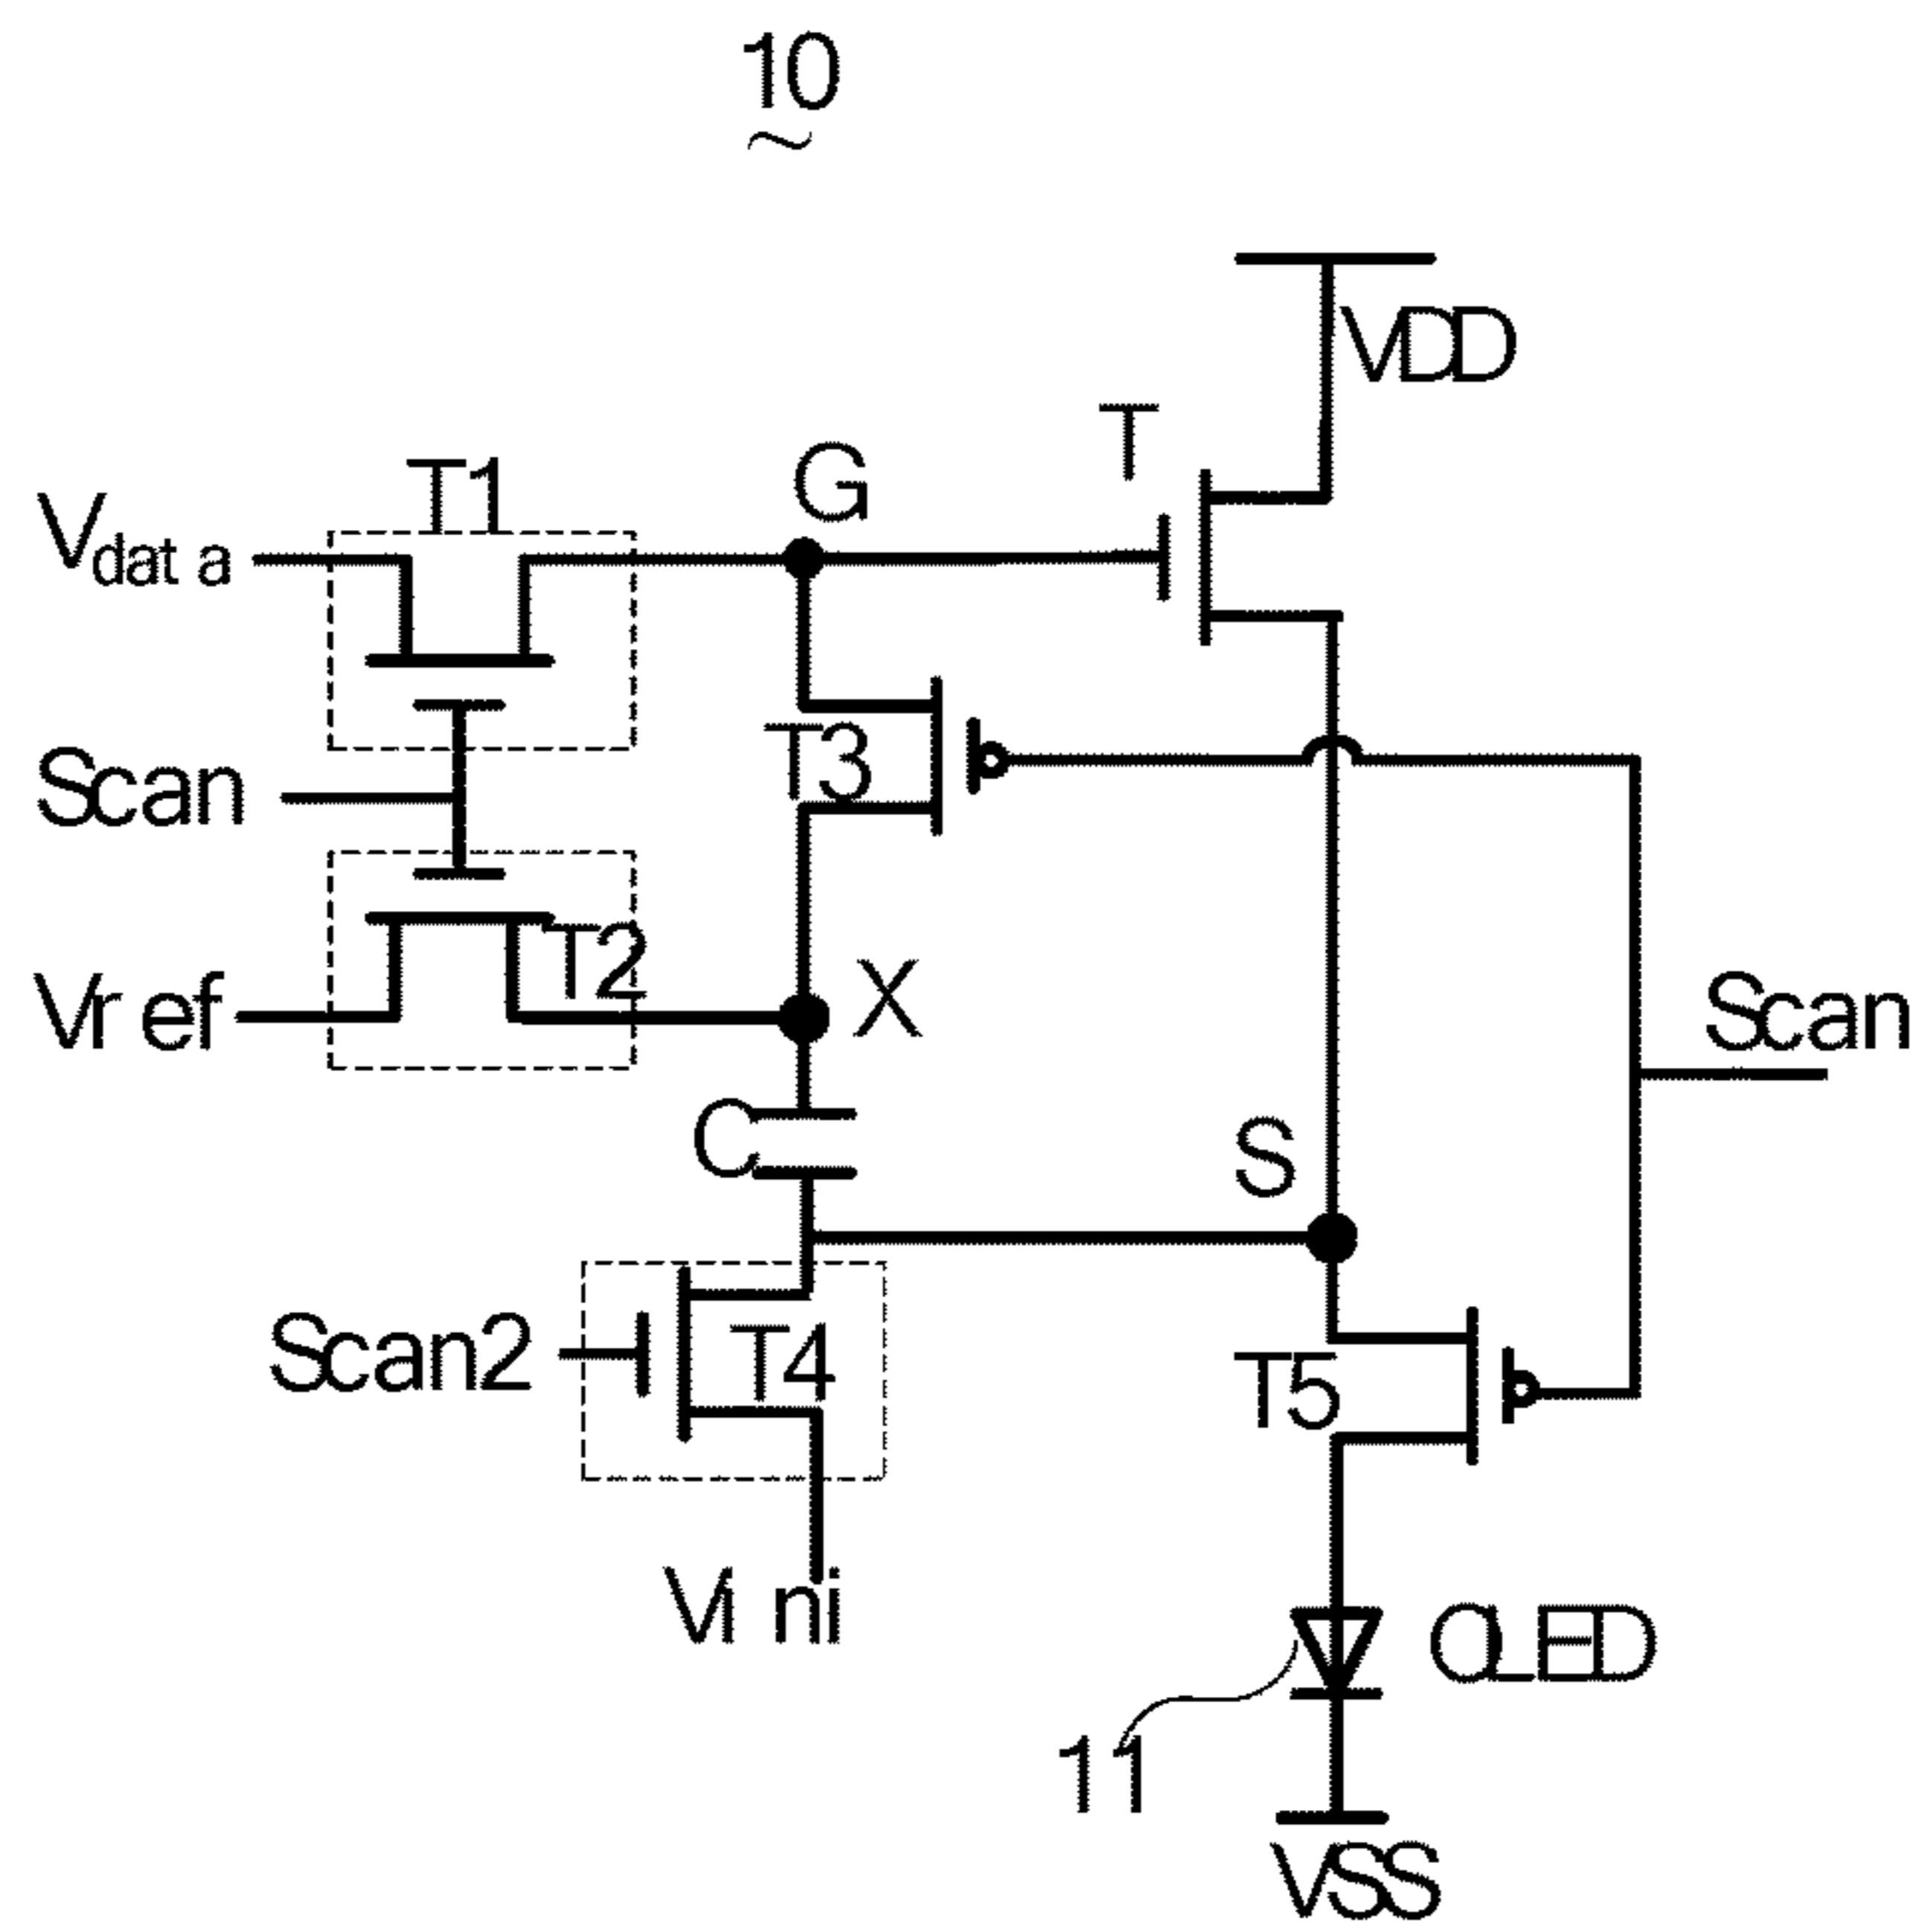 10
VDD
T
G
T1
Vdata
T3
Scan
T2
Vref
X
Scan
C
S
Scan2
T4
T5
Vini
OLED
11
VSS